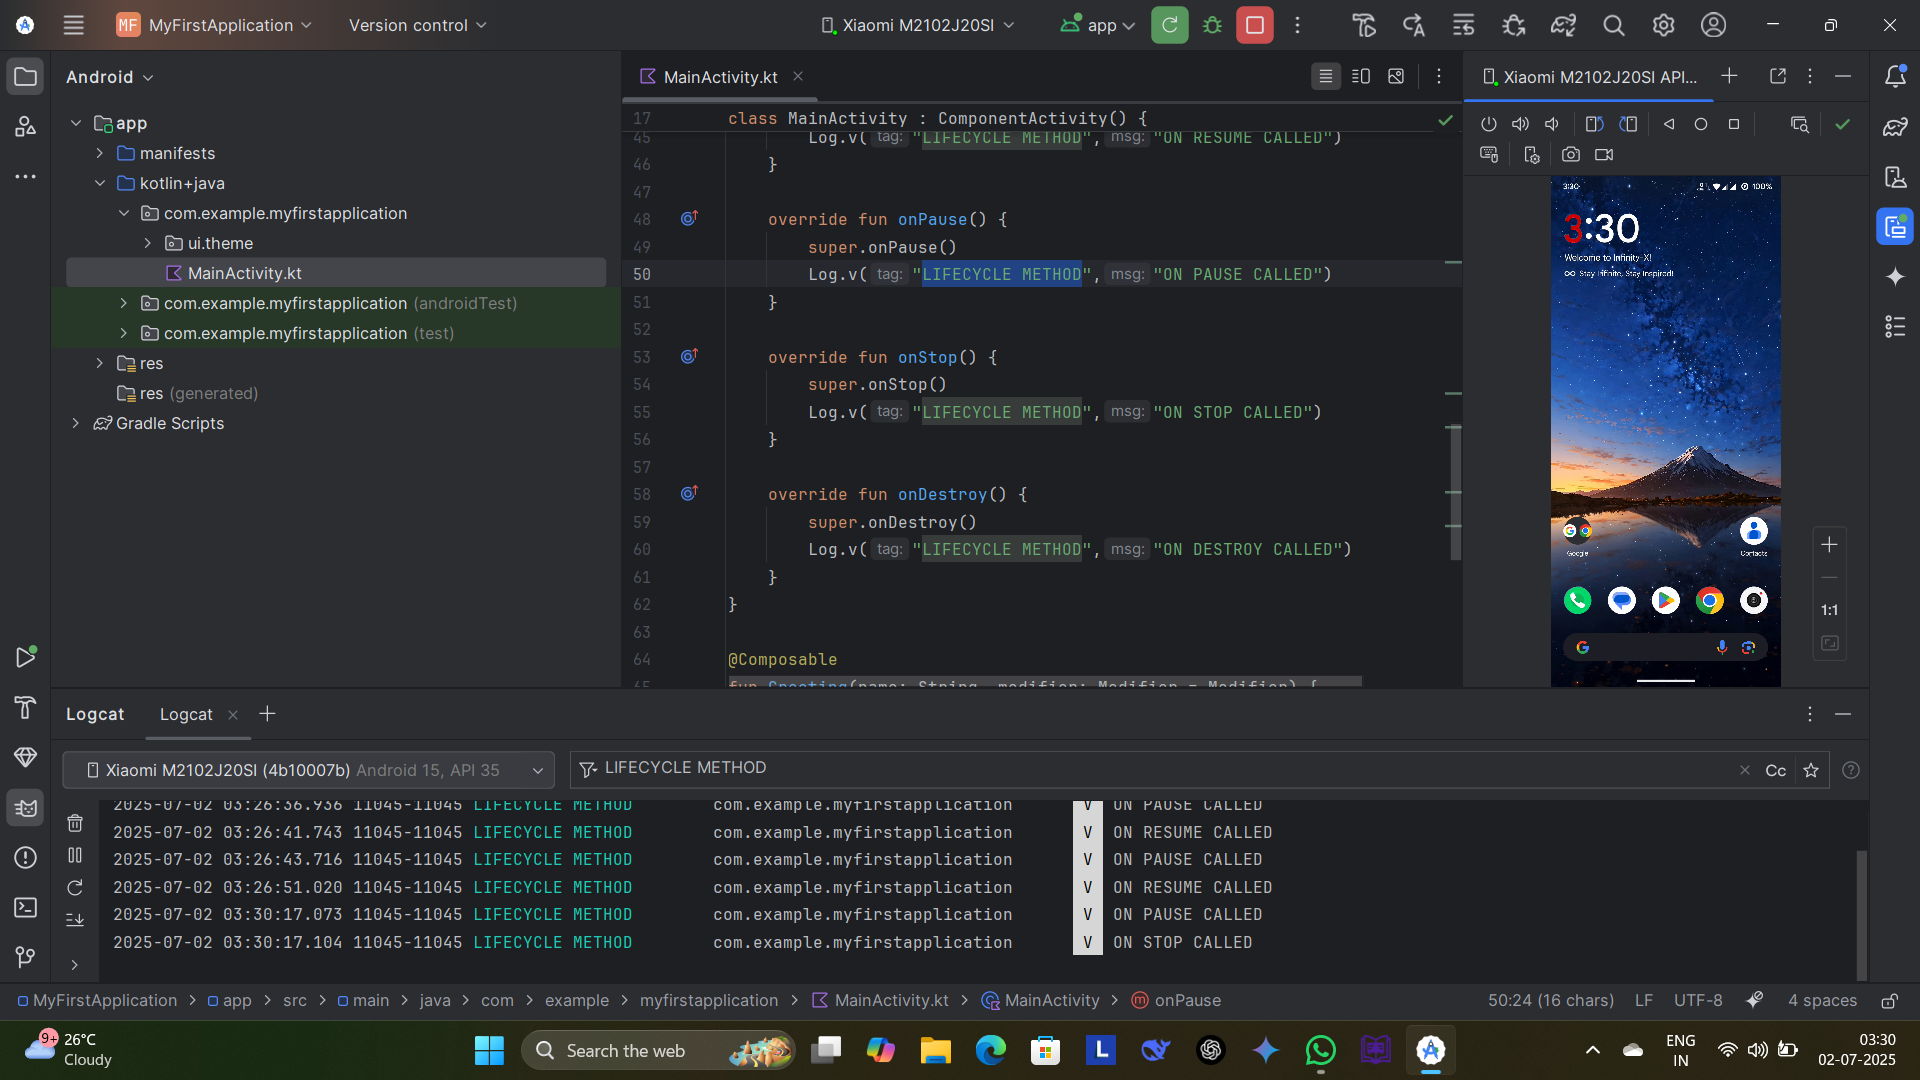 MF MyFirstApplication
Version control
Xiaomi M2102J20SI
app
Android
app
manifests
kotlin+java
com.example.myfirstapplication
ui.theme
MainActivity.kt
com.example.myfirstapplication (androidTest)
com.example.myfirstapplication (test)
res
res (generated)
Gradle Scripts
MainActivity.kt
17 class MainActivity : ComponentActivity() {
45 Log.v( tag: "LIFECYCLE METHOD", msg: "ON RESUME CALLED")
46 }
47
48 override fun onPause() {
49 super.onPause()
50 Log.v( tag: "LIFECYCLE METHOD", msg: "ON PAUSE CALLED")
51 }
52
53 override fun onStop() {
54 super.onStop()
55 Log.v( tag: "LIFECYCLE METHOD", msg: "ON STOP CALLED")
56 }
57
58 override fun onDestroy() {
59 super.onDestroy()
60 Log.v( tag: "LIFECYCLE METHOD", msg: "ON DESTROY CALLED")
61 }
62 }
63
64 @Composable
65 fun Greeting(name: String, modifier: Modifier = Modifier) {
Xiaomi M2102J20SI API...
3:30
100%
3:30
Welcome to Infinity-X!
Stay Infinite, Stay Inspired!
Google
Contacts
1:1
Logcat
Logcat
Xiaomi M2102J20SI (4b10007b) Android 15, API 35
LIFECYCLE METHOD
Cc
2025-07-02 03:26:36.936 11045-11045 LIFECYCLE METHOD com.example.myfirstapplication V ON PAUSE CALLED
2025-07-02 03:26:41.743 11045-11045 LIFECYCLE METHOD com.example.myfirstapplication V ON RESUME CALLED
2025-07-02 03:26:43.716 11045-11045 LIFECYCLE METHOD com.example.myfirstapplication V ON PAUSE CALLED
2025-07-02 03:26:51.020 11045-11045 LIFECYCLE METHOD com.example.myfirstapplication V ON RESUME CALLED
2025-07-02 03:30:17.073 11045-11045 LIFECYCLE METHOD com.example.myfirstapplication V ON PAUSE CALLED
2025-07-02 03:30:17.104 11045-11045 LIFECYCLE METHOD com.example.myfirstapplication V ON STOP CALLED
MyFirstApplication > app > src > main > java > com > example > myfirstapplication > MainActivity.kt > MainActivity > onPause
50:24 (16 chars) LF UTF-8 4 spaces
9+ 26°C
Cloudy
Search the web
L
ENG
IN
03:30
02-07-2025